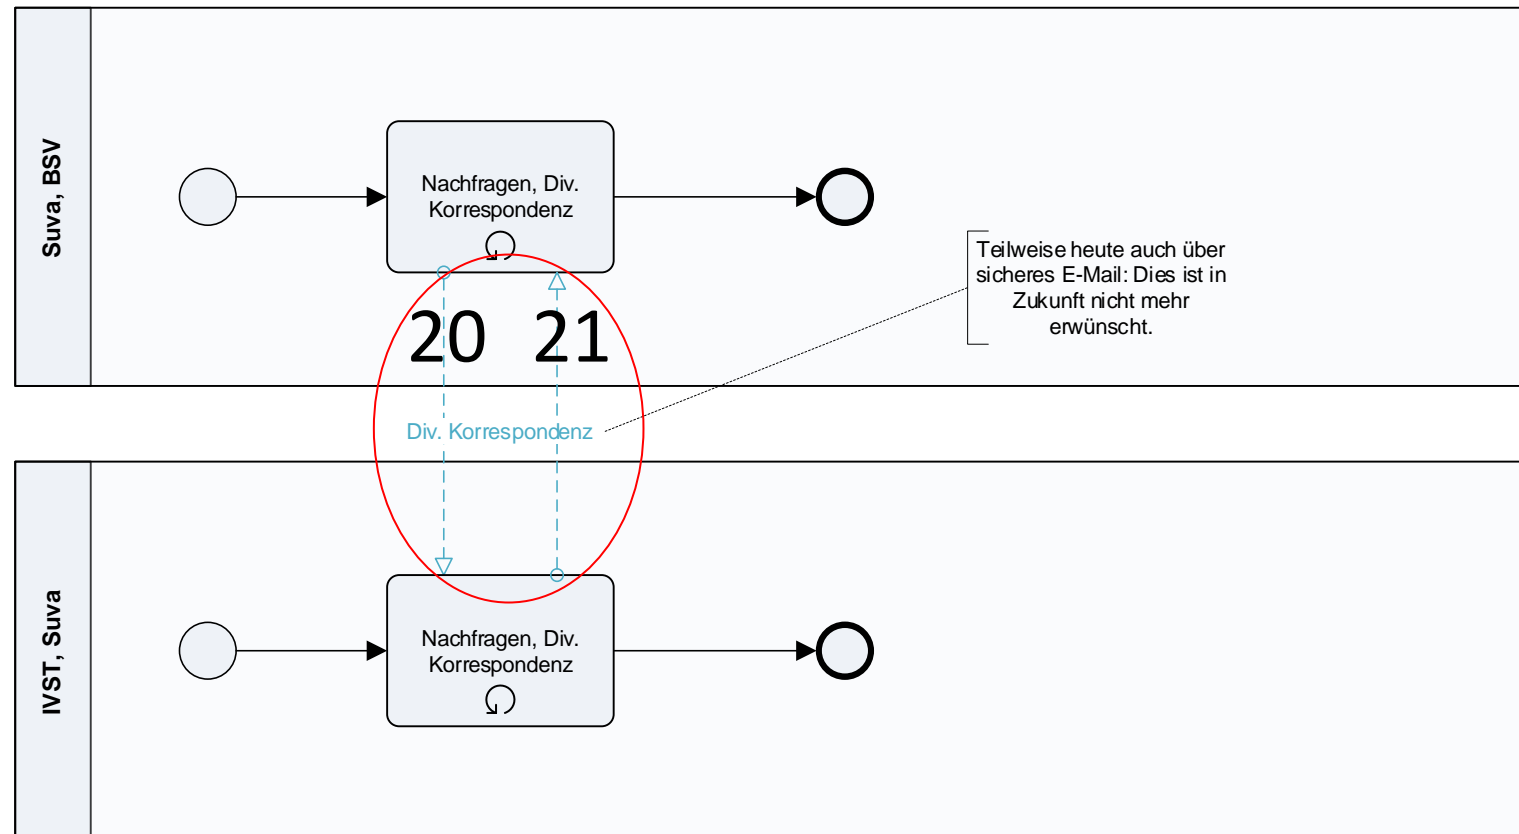 Suva, BSV
Nachfragen, Div.
Korrespondenz
Teilweise heute auch über
sicheres E-Mail: Dies ist in
Zukunft nicht mehr
erwünscht.
20 21
Div. Korrespondenz
IVST, Suva
Nachfragen, Div.
Korrespondenz